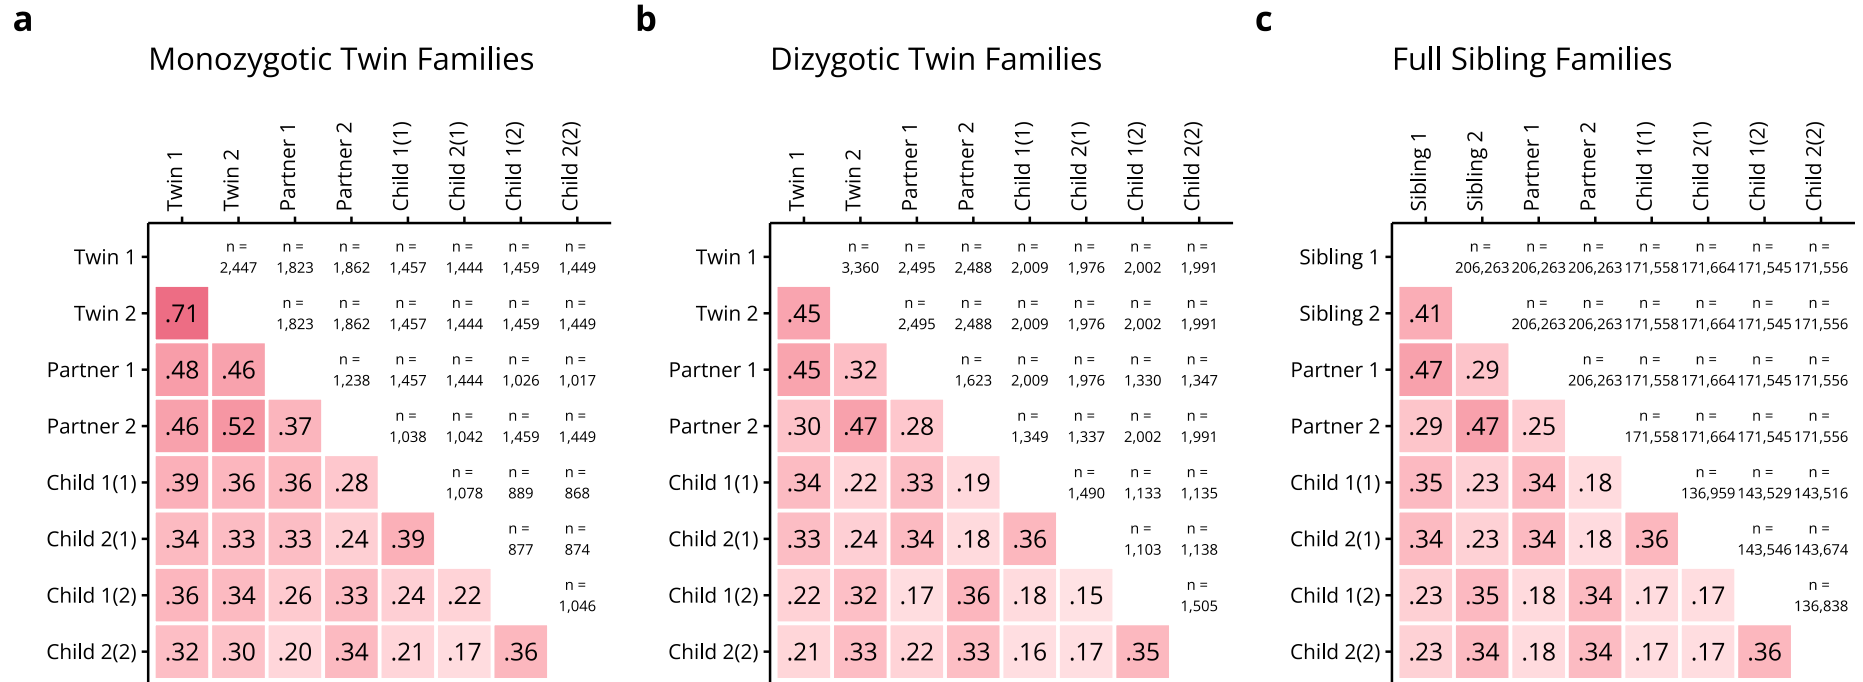 a
Monozygotic Twin Families
Twin 1 Twin 2 Partner 1 Partner 2 Child 1(1) Child 2(1) Child 1(2) Child 2(2)
Twin 1 n = 2,447 n = 1,823 n = 1,862 n = 1,457 n = 1,444 n = 1,459 n = 1,449
Twin 2 .71 n = 1,823 n = 1,862 n = 1,457 n = 1,444 n = 1,459 n = 1,449
Partner 1 .48 .46 n = 1,238 n = 1,457 n = 1,444 n = 1,026 n = 1,017
Partner 2 .46 .52 .37 n = 1,038 n = 1,042 n = 1,459 n = 1,449
Child 1(1) .39 .36 .36 .28 n = 1,078 n = 889 n = 868
Child 2(1) .34 .33 .33 .24 .39 n = 877 n = 874
Child 1(2) .36 .34 .26 .33 .24 .22 n = 1,046
Child 2(2) .32 .30 .20 .34 .21 .17 .36
b
Dizygotic Twin Families
Twin 1 Twin 2 Partner 1 Partner 2 Child 1(1) Child 2(1) Child 1(2) Child 2(2)
Twin 1 n = 3,360 n = 2,495 n = 2,488 n = 2,009 n = 1,976 n = 2,002 n = 1,991
Twin 2 .45 n = 2,495 n = 2,488 n = 2,009 n = 1,976 n = 2,002 n = 1,991
Partner 1 .45 .32 n = 1,623 n = 2,009 n = 1,976 n = 1,330 n = 1,347
Partner 2 .30 .47 .28 n = 1,349 n = 1,337 n = 2,002 n = 1,991
Child 1(1) .34 .22 .33 .19 n = 1,490 n = 1,133 n = 1,135
Child 2(1) .33 .24 .34 .18 .36 n = 1,103 n = 1,138
Child 1(2) .22 .32 .17 .36 .18 .15 n = 1,505
Child 2(2) .21 .33 .22 .33 .16 .17 .35
c
Full Sibling Families
Sibling 1 Sibling 2 Partner 1 Partner 2 Child 1(1) Child 2(1) Child 1(2) Child 2(2)
Sibling 1 n = 206,263 n = 206,263 n = 206,263 n = 171,558 n = 171,664 n = 171,545 n = 171,556
Sibling 2 .41 n = 206,263 n = 206,263 n = 171,558 n = 171,664 n = 171,545 n = 171,556
Partner 1 .47 .29 n = 206,263 n = 171,558 n = 171,664 n = 171,545 n = 171,556
Partner 2 .29 .47 .25 n = 171,558 n = 171,664 n = 171,545 n = 171,556
Child 1(1) .35 .23 .34 .18 n = 136,959 n = 143,529 n = 143,516
Child 2(1) .34 .23 .34 .18 .36 n = 143,546 n = 143,674
Child 1(2) .23 .35 .18 .34 .17 .17 n = 136,838
Child 2(2) .23 .34 .18 .34 .17 .17 .36